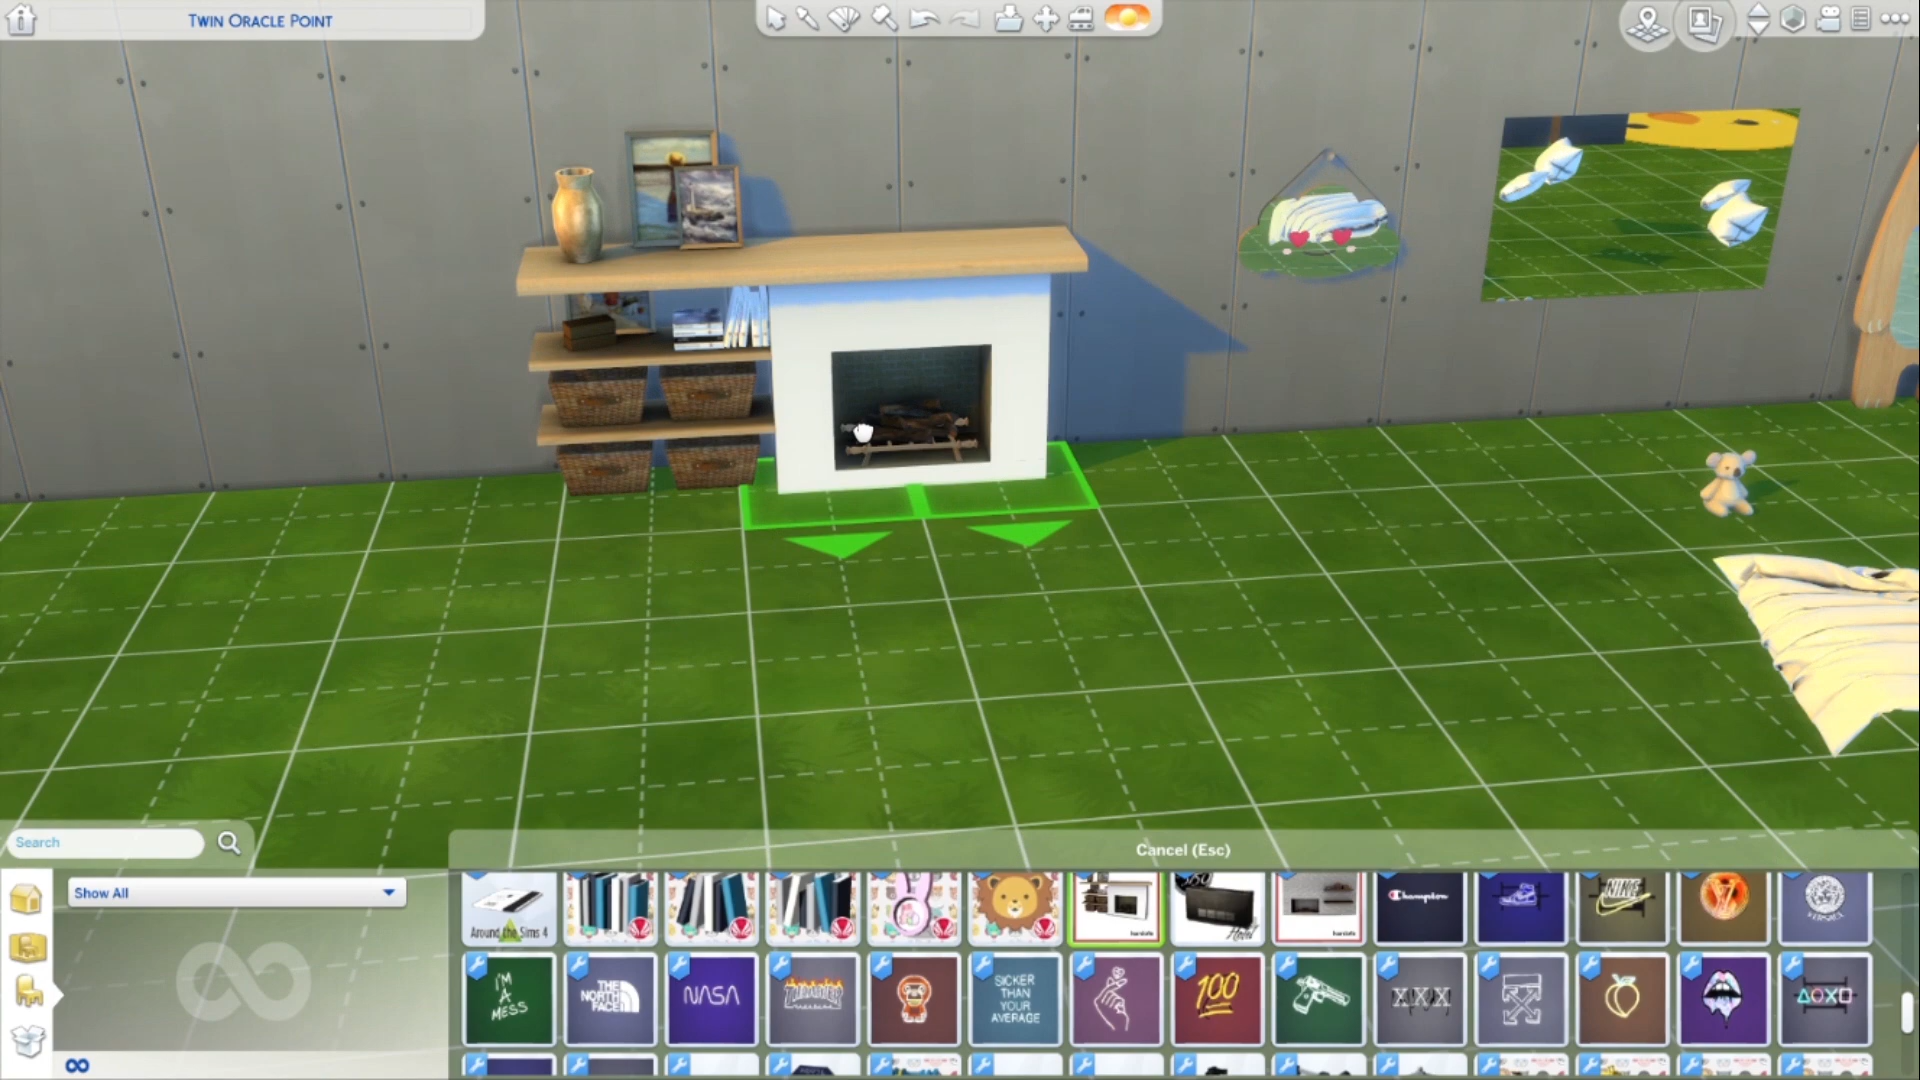 Twin Oracle Point
Search
Cancel (Esc)
Show All
Around the Sims 4
Champion
NIKE
I'M
A
MESS
THE
NORTH
FACE
NASA
THRASHER
SICKER
THAN
YOUR
AVERAGE
100
XXX